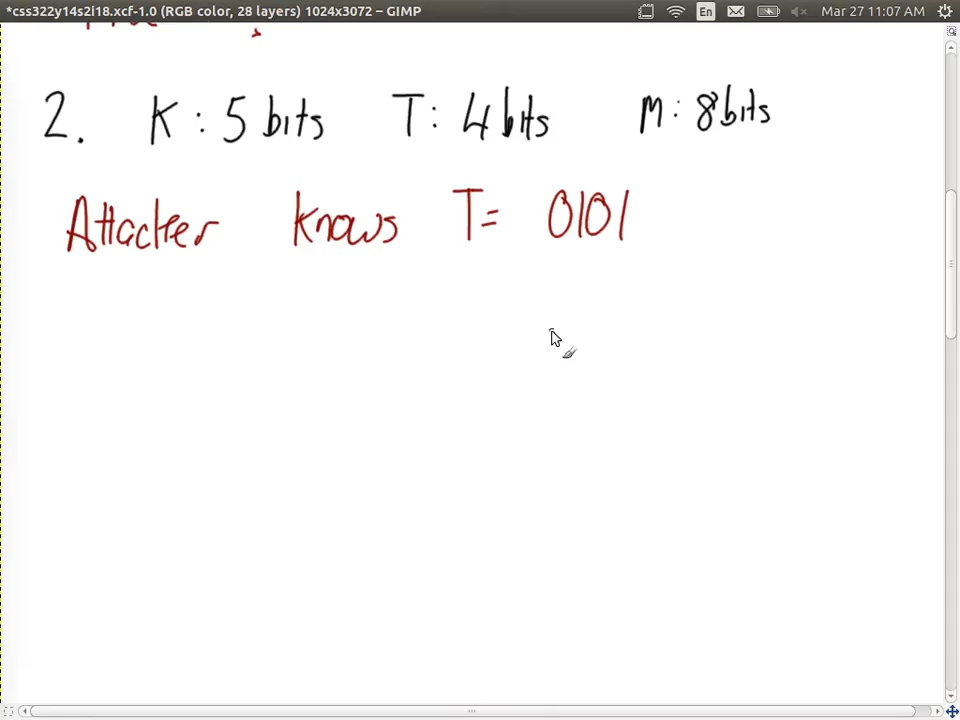 *css322y14s2i18.xcf-1.0 (RGB color, 28 layers) 1024x3072 – GIMP En Mar 27 11:07 AM
2. K : 5 bits T: 4 bits M: 8 bits
Attacker knows T= 0101